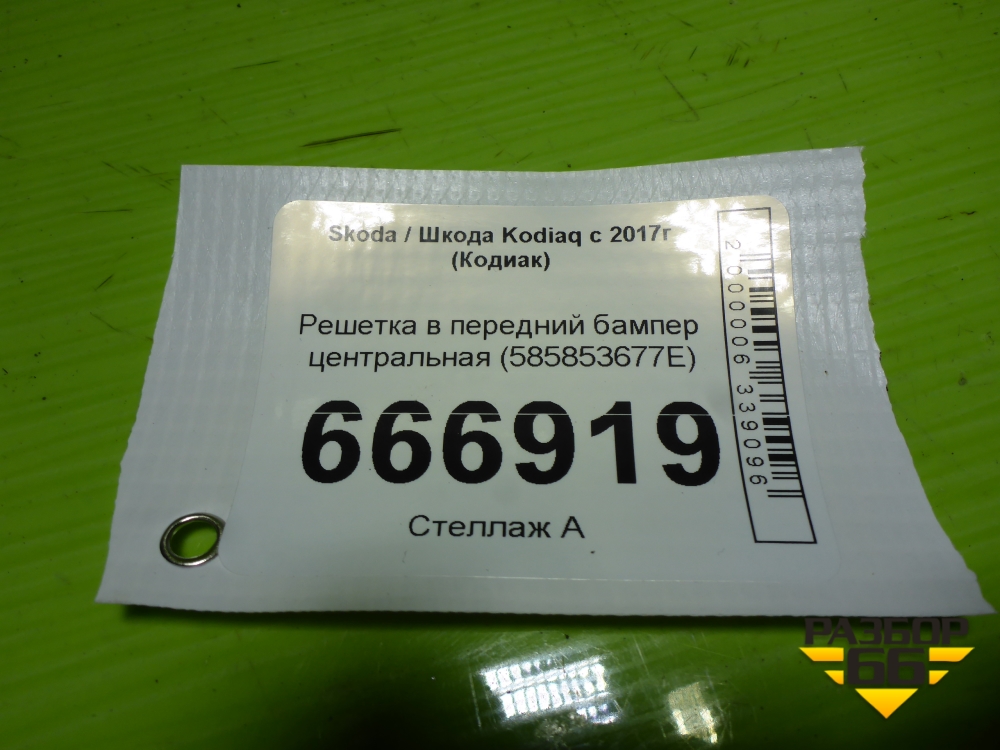 Skoda / Шкода Kodiaq с 2017г
(Кодиак)
Решетка в передний бампер
центральная (585853677E)
666919
Стеллаж А
2000006339096
РАЗБОР
66